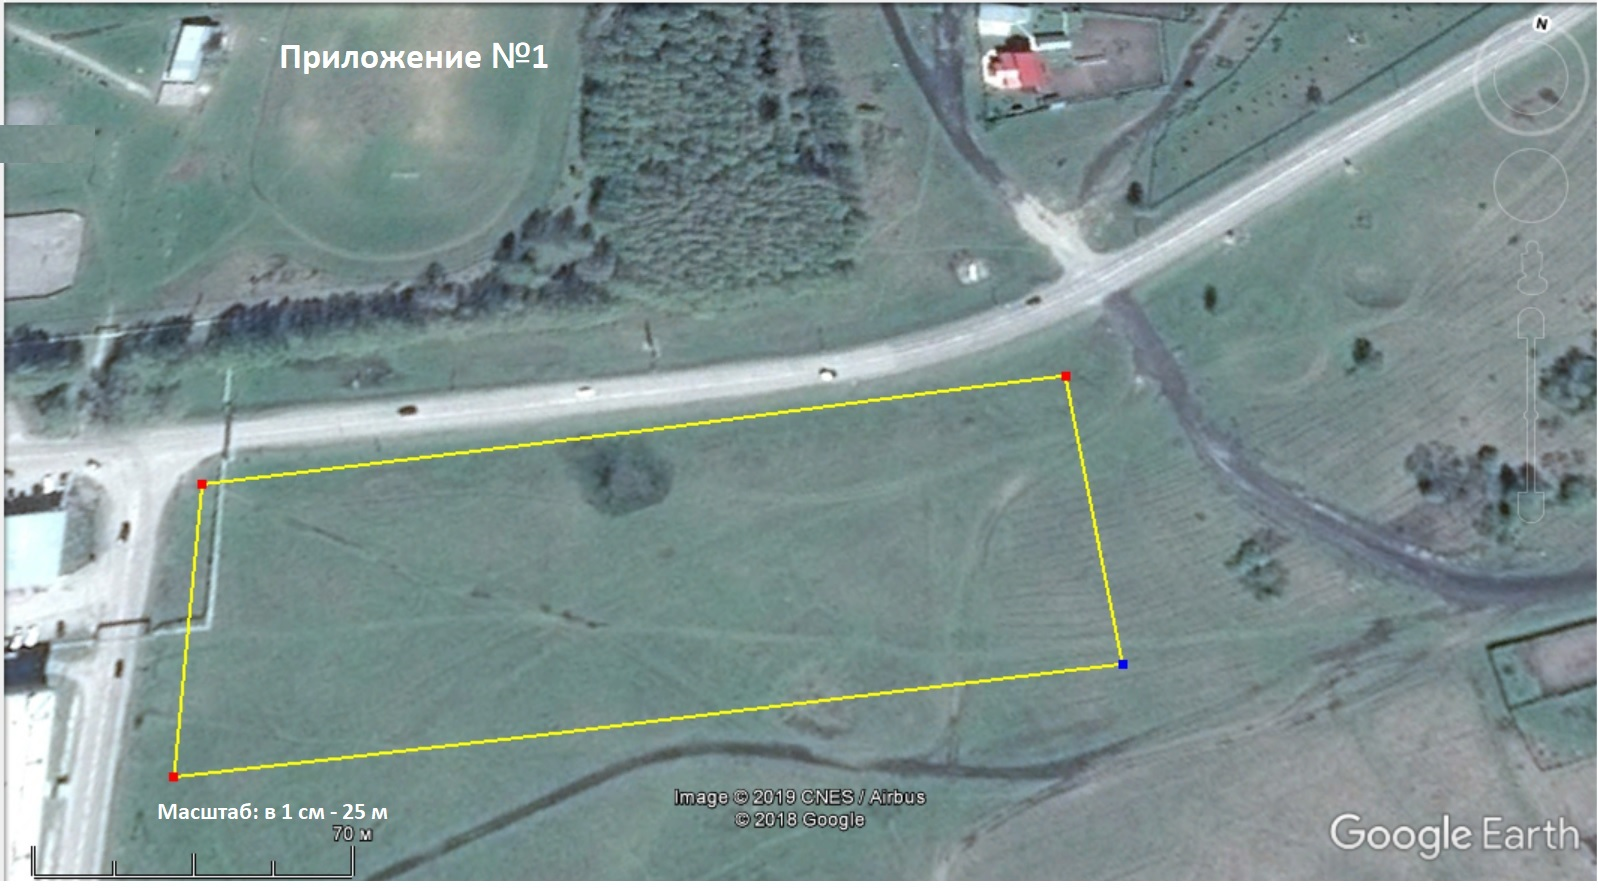 N
Приложение №1
Image © 2019 CNES / Airbus
© 2018 Google
Масштаб: в 1 см - 25 м
70 м
Google Earth